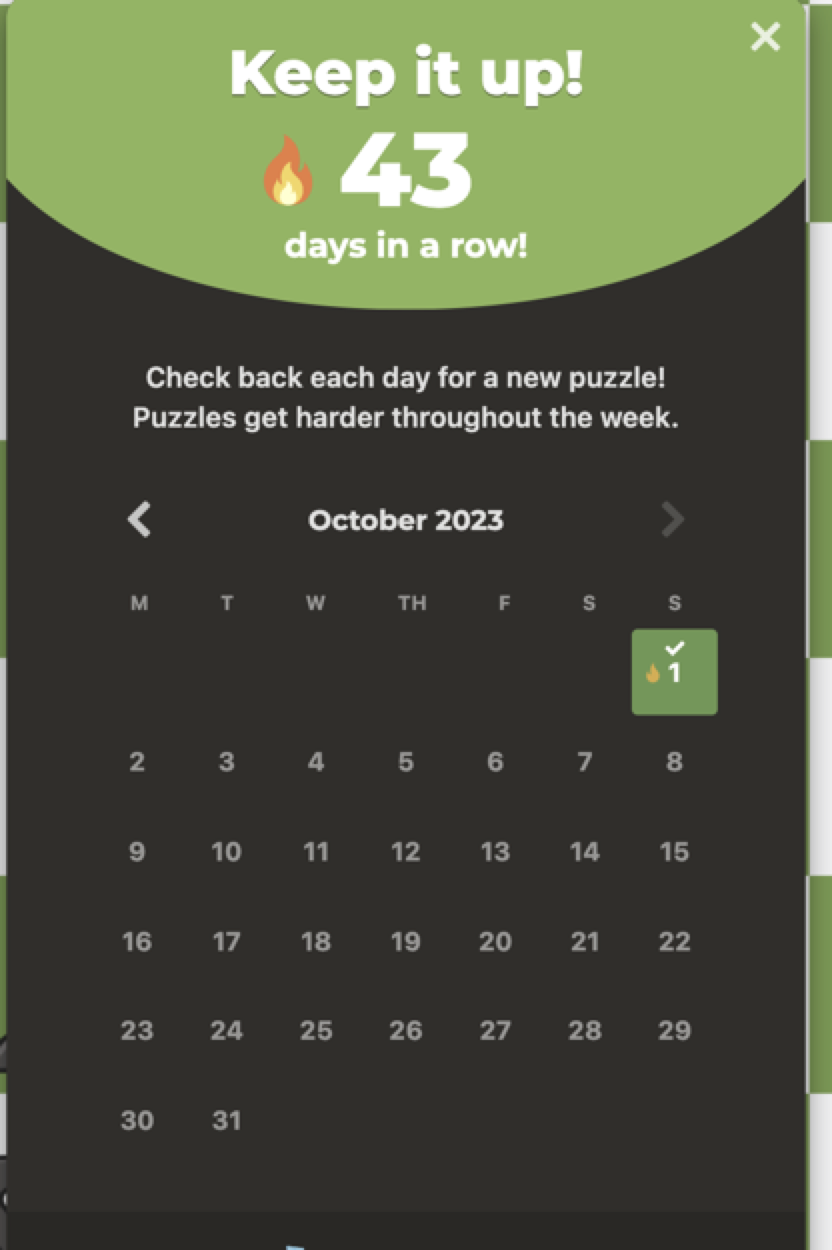 Keep it up!
43
days in a row!
Check back each day for a new puzzle!
Puzzles get harder throughout the week.
October 2023
M T W TH F S S
1
2 3 4 5 6 7 8
9 10 11 12 13 14 15
16 17 18 19 20 21 22
23 24 25 26 27 28 29
30 31